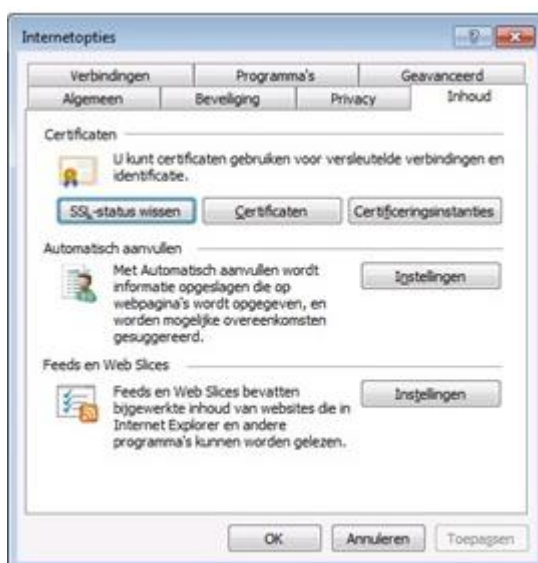 Internetopties
Verbindingen Programma's Geavanceerd
Algemeen Beveiliging Privacy Inhoud
Certificaten
U kunt certificaten gebruiken voor versleutelde verbindingen en
identificatie.
SSL-status wissen Certificaten Certificeringsinstanties
Automatisch aanvullen
Met Automatisch aanvullen wordt
informatie opgeslagen die op
webpagina's wordt opgegeven, en
worden mogelijke overeenkomsten
gesuggereerd.
Instellingen
Feeds en Web Slices
Feeds en Web Slices bevatten
bijgewerkte inhoud van websites die in
Internet Explorer en andere
programma's kunnen worden gelezen.
Instellingen
OK Annuleren Toepassen